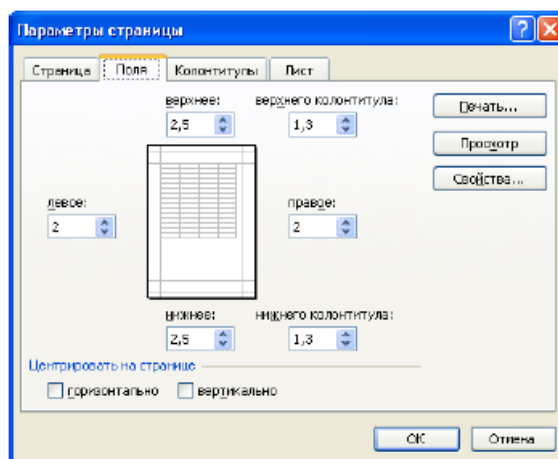 Параметры страницы
Страница Поля Колонтитулы Лист
верхнее: верхнего колонтитула:
2,5 1,3
Печать...
Просмотр
Свойства...
левое: правое:
2 2
нижнее: нижнего колонтитула:
2,5 1,3
Центрировать на странице
горизонтально вертикально
ОК Отмена